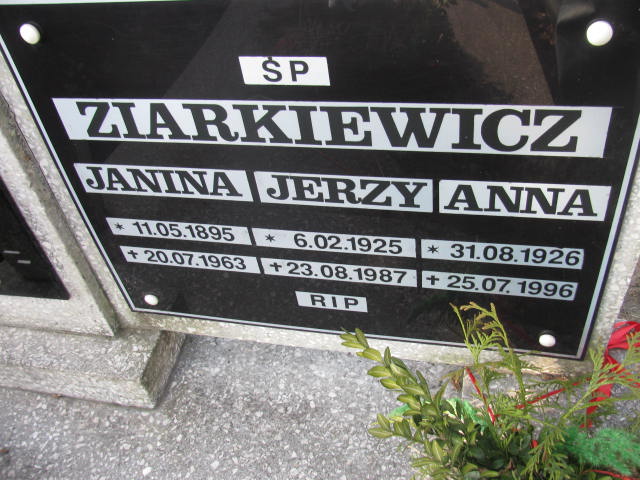 ŚP
ZIARKIEWICZ
JANINA JERZY ANNA
* 11.05.1895 * 6.02.1925 * 31.08.1926
+ 20.07.1963 + 23.08.1987 + 25.07.1996
RIP